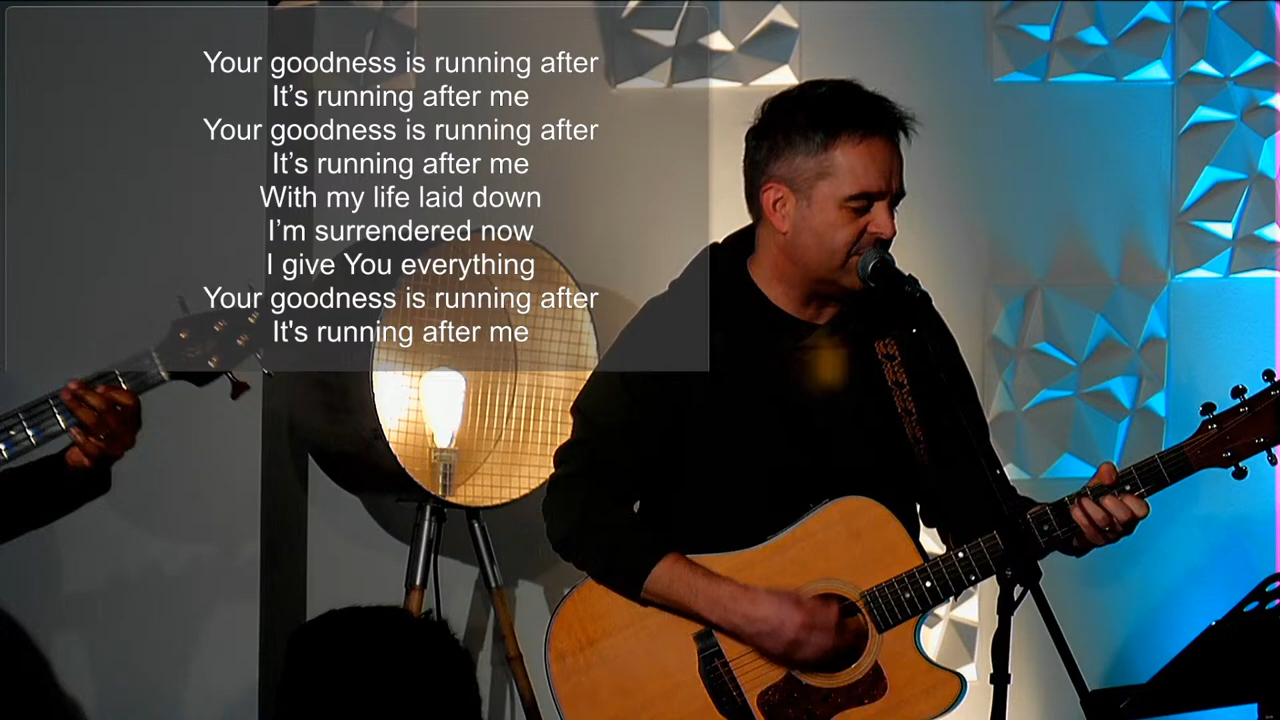 Your goodness is running after
It’s running after me
Your goodness is running after
It’s running after me
With my life laid down
I’m surrendered now
I give You everything
Your goodness is running after
It's running after me